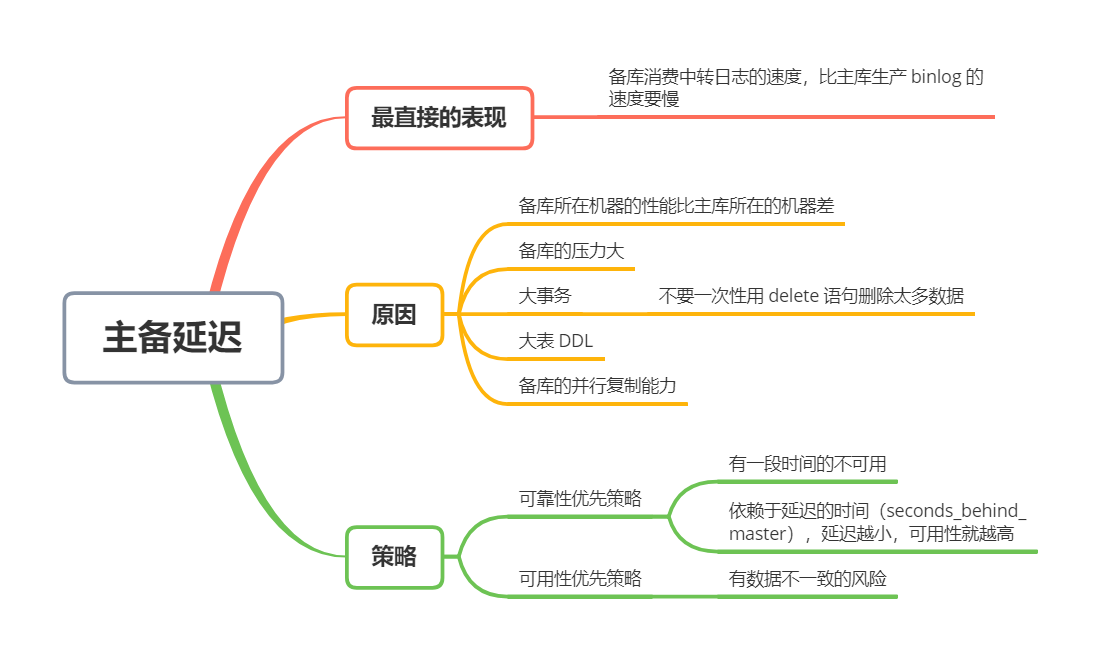 主备延迟
最直接的表现
备库消费中转日志的速度，比主库生产 binlog 的
速度要慢
原因
备库所在机器的性能比主库所在的机器差
备库的压力大
大事务
不要一次性用 delete 语句删除太多数据
大表 DDL
备库的并行复制能力
策略
可靠性优先策略
有一段时间的不可用
依赖于延迟的时间（seconds_behind_
master），延迟越小，可用性就越高
可用性优先策略
有数据不一致的风险